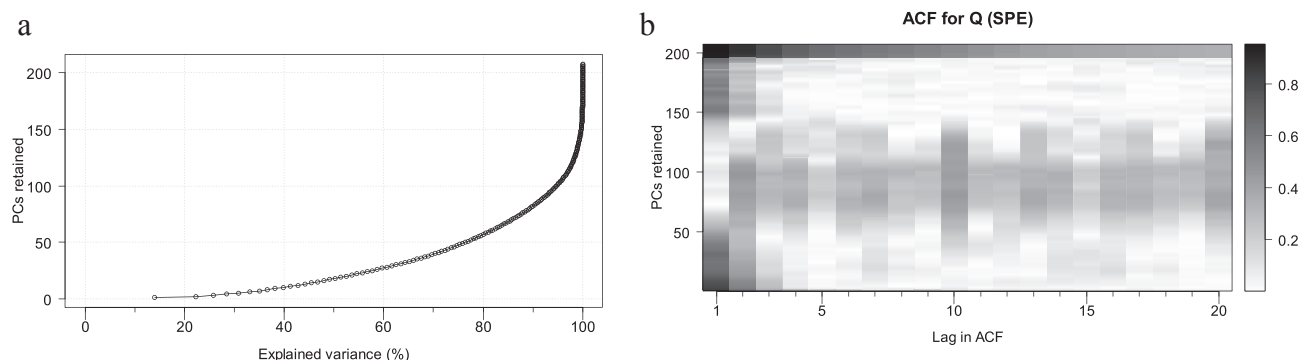 a
200
150
100
50
0
PCs retained
0 20 40 60 80 100
Explained variance (%)
b
ACF for Q (SPE)
200
150
100
50
PCs retained
1 5 10 15 20
Lag in ACF
0.8
0.6
0.4
0.2